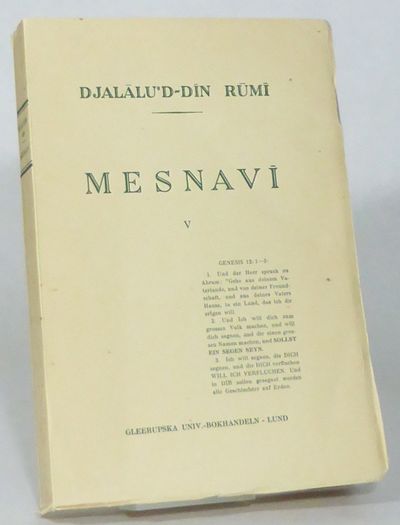 DJALĀLU'D-DĪN RŪMĪ
MESNAVĪ
V
GENESIS 12: 1—3
1. Und der Herr sprach zu
Abram: "Gehe aus deinem Va-
terlande, und von deiner Freund-
schaft, und aus deines Vaters
Hause, in ein Land, das ich dir
zeigen will
2. Und Ich will dich zum
grossen Volk machen, und will
dich segnen, und dir einen gros-
sen Namen machen, und SOLLST
EIN SEGEN SEYN.
3. Ich will segnen, die DICH
segnen, und die DICH verfluchen
WILL ICH VERFLUCHEN. Und
in DIR sollen gesegnet werden
alle Geschlechter auf Erden.
GLEERUPSKA UNIV.-BOKHANDELN - LUND